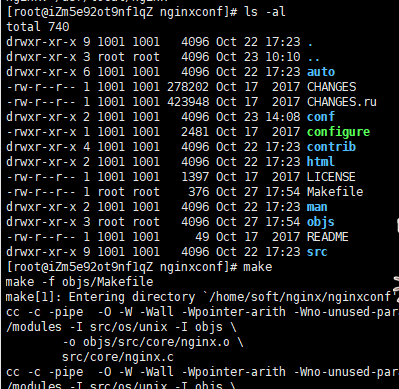 [root@iZm5e92ot9nf1qZ nginxconf]# ls -al
total 740
drwxr-xr-x 9 1001 1001   4096 Oct 22 17:23 .
drwxr-xr-x 3 root root   4096 Oct 23 10:10 ..
drwxr-xr-x 6 1001 1001   4096 Oct 22 17:23 auto
-rw-r--r-- 1 1001 1001 278202 Oct 17  2017 CHANGES
-rw-r--r-- 1 1001 1001 423948 Oct 17  2017 CHANGES.ru
drwxr-xr-x 2 1001 1001   4096 Oct 23 14:08 conf
-rwxr-xr-x 1 1001 1001   2481 Oct 17  2017 configure
drwxr-xr-x 4 1001 1001   4096 Oct 22 17:23 contrib
drwxr-xr-x 2 1001 1001   4096 Oct 22 17:23 html
-rw-r--r-- 1 1001 1001   1397 Oct 17  2017 LICENSE
-rw-r--r-- 1 root root    376 Oct 27 17:54 Makefile
drwxr-xr-x 2 1001 1001   4096 Oct 22 17:23 man
drwxr-xr-x 3 root root   4096 Oct 27 17:54 objs
-rw-r--r-- 1 1001 1001     49 Oct 17  2017 README
drwxr-xr-x 9 1001 1001   4096 Oct 22 17:23 src
[root@iZm5e92ot9nf1qZ nginxconf]# make
make -f objs/Makefile
make[1]: Entering directory `/home/soft/nginx/nginxconf'
cc -c -pipe  -O -W -Wall -Wpointer-arith -Wno-unused-par
/modules -I src/os/unix -I objs \
        -o objs/src/core/nginx.o \
        src/core/nginx.c
cc -c -pipe  -O -W -Wall -Wpointer-arith -Wno-unused-par
/modules -I src/os/unix -I objs \